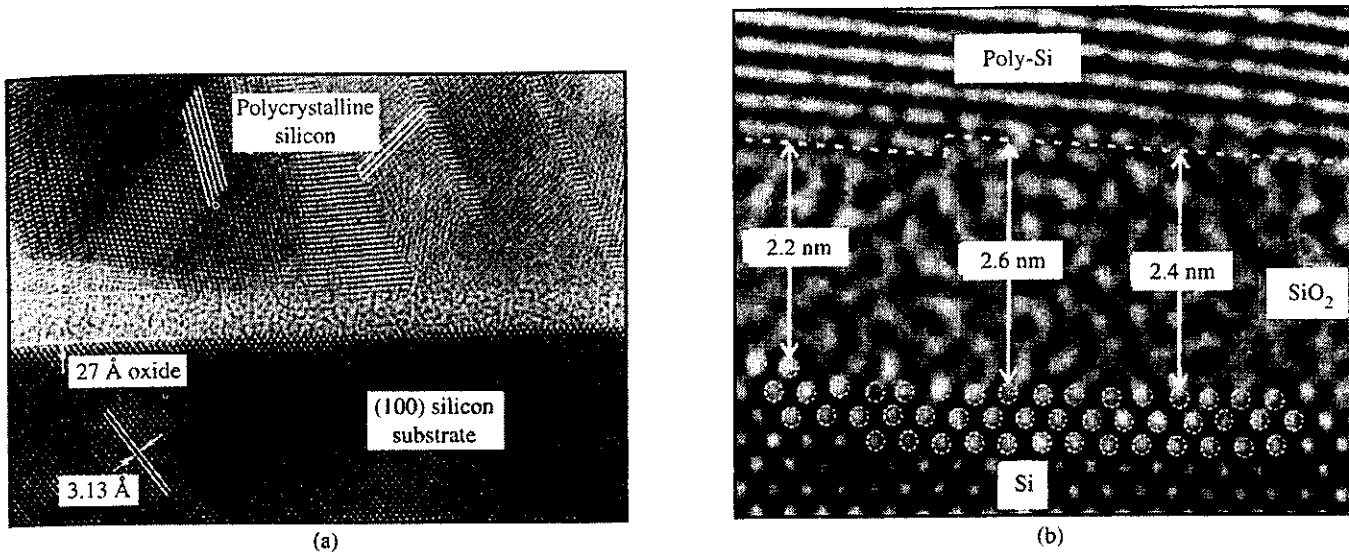 Polycrystalline
silicon
27 Å oxide
(100) silicon
substrate
3.13 Å
(a)
Poly-Si
2.2 nm
2.6 nm
2.4 nm
SiO₂
Si
(b)